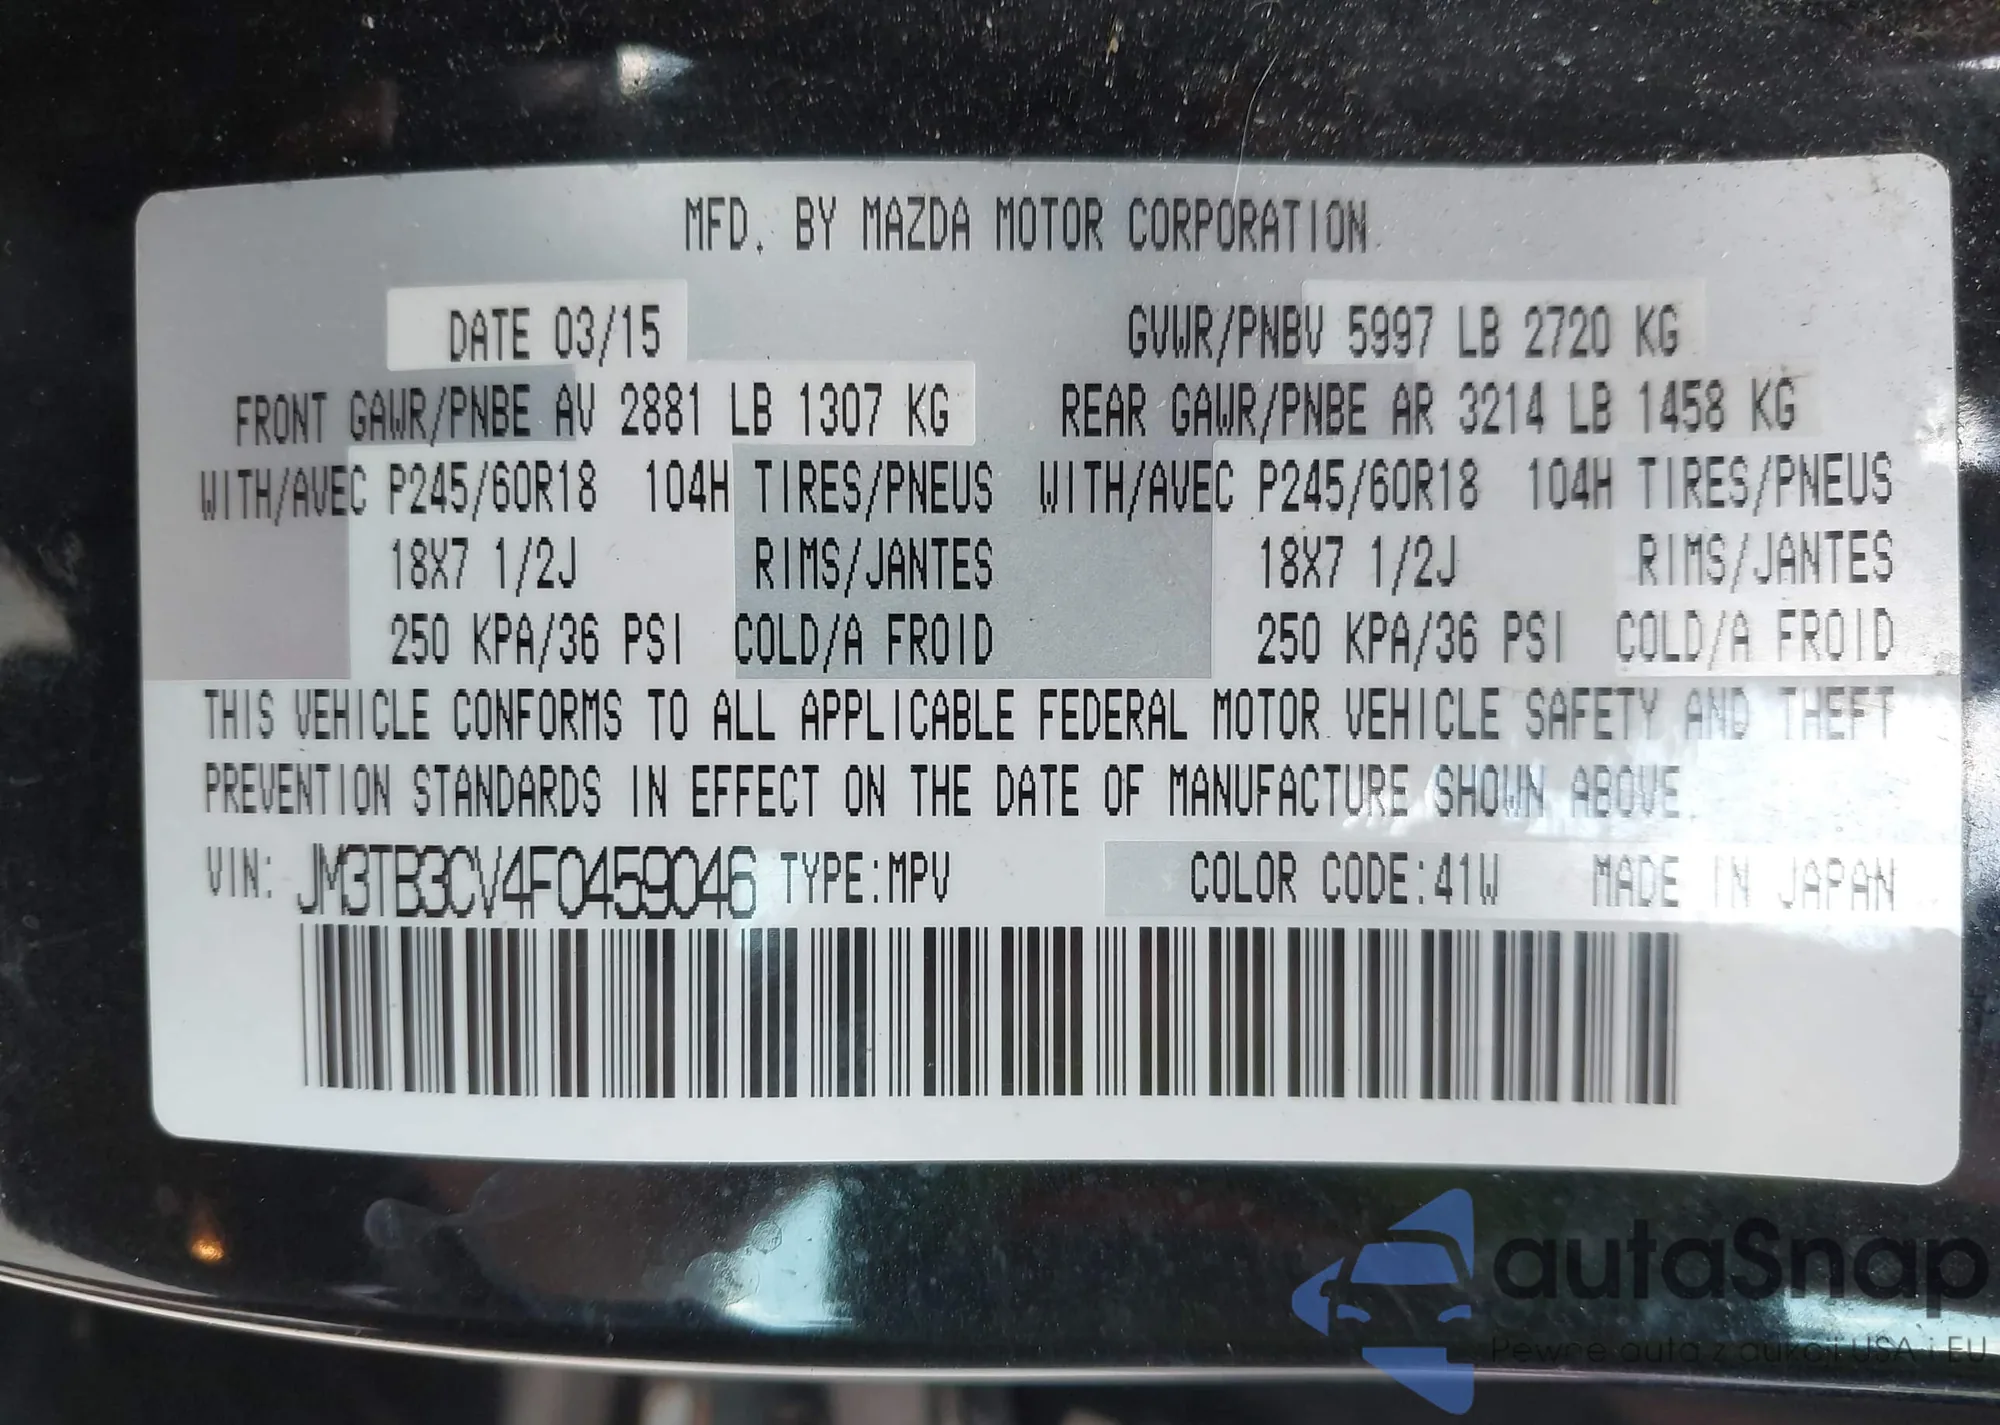 MFD. BY MAZDA MOTOR CORPORATION
DATE 03/15 GVWR/PNBV 5997 LB 2720 KG
FRONT GAWR/PNBE AV 2881 LB 1307 KG REAR GAWR/PNBE AR 3214 LB 1458 KG
WITH/AVEC P245/60R18 104H TIRES/PNEUS WITH/AVEC P245/60R18 104H TIRES/PNEUS
18X7 1/2J RIMS/JANTES 18X7 1/2J RIMS/JANTES
250 KPA/36 PSI COLD/A FROID 250 KPA/36 PSI COLD/A FROID
THIS VEHICLE CONFORMS TO ALL APPLICABLE FEDERAL MOTOR VEHICLE SAFETY AND THEFT
PREVENTION STANDARDS IN EFFECT ON THE DATE OF MANUFACTURE SHOWN ABOVE
VIN: JM3TB3CV4F0459046 TYPE:MPV COLOR CODE:41W MADE IN JAPAN
autaSnap
Pewne auta z aukcji USA i EU